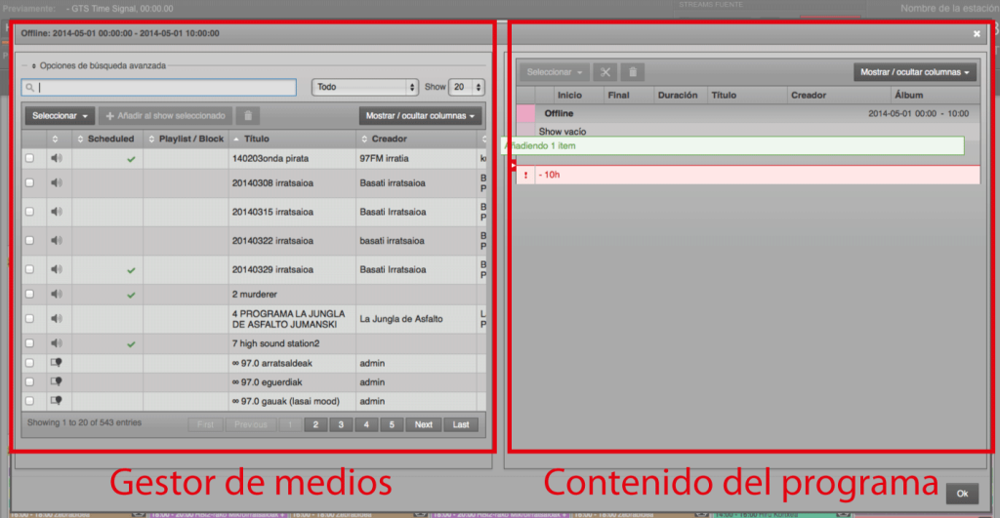 Previamente: - GTS Time Signal, 00:00.00
STREAMS FUENTE
Nombre de la estación
Offline: 2014-05-01 00:00:00 - 2014-05-01 10:00:00
Opciones de búsqueda avanzada
Todo
Show 20
Seleccionar
Añadir al show seleccionado
Mostrar / ocultar columnas
Scheduled Playlist / Block Título Creador
140203onda pirata 97FM irratia
20140308 irratsaioa Basati irratsaioa B
P
20140315 irratsaioa Basati Irratsaioa B
P
20140322 irratsaioa basati irratsaioa B
P
20140329 irratsaioa Basati Irratsaioa B
P
2 murderer
4 PROGRAMA LA JUNGLA
DE ASFALTO JUMANSKI La Jungla de Asfalto L
P
7 high sound station2
∞ 97.0 arratsaldeak admin
∞ 97.0 eguerdiak admin
∞ 97.0 gauak (lasai mood) admin
Showing 1 to 20 of 543 entries
First Previous 1 2 3 4 5 Next Last
Seleccionar
Mostrar / ocultar columnas
Inicio Final Duración Título Creador Álbum
Offline 2014-05-01 00:00 - 10:00
Show vacío
Añadiendo 1 ítem
! - 10h
Gestor de medios
Contenido del programa
Ok